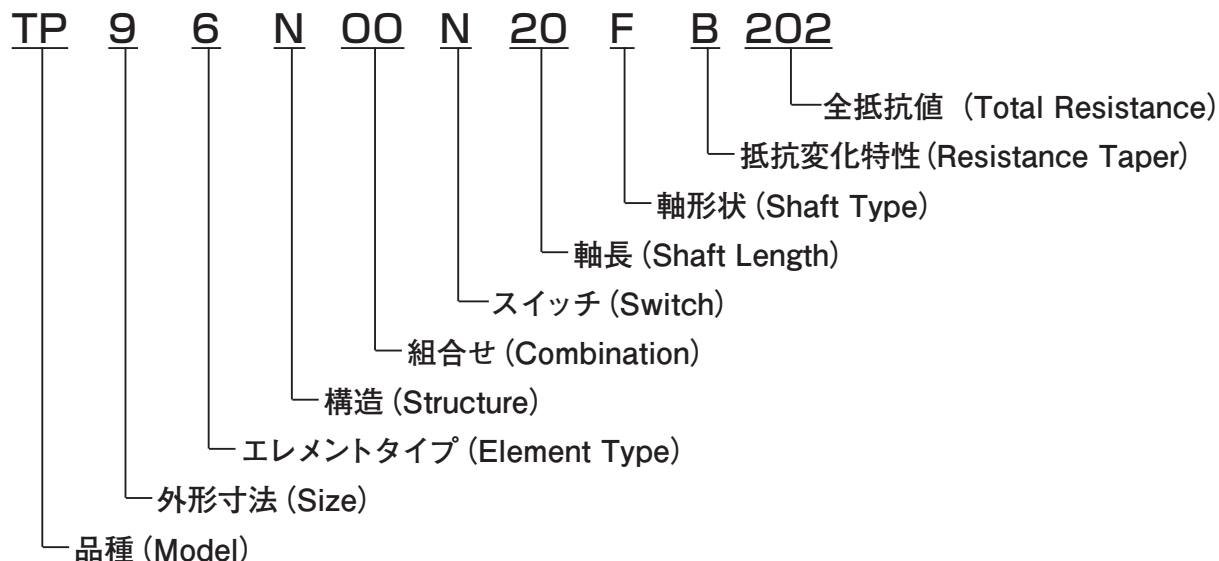 TP 9 6 N 00 N 20 F B 202
全抵抗値 (Total Resistance)
抵抗変化特性 (Resistance Taper)
軸形状 (Shaft Type)
軸長 (Shaft Length)
スイッチ (Switch)
組合せ (Combination)
構造 (Structure)
エレメントタイプ (Element Type)
外形寸法 (Size)
品種 (Model)